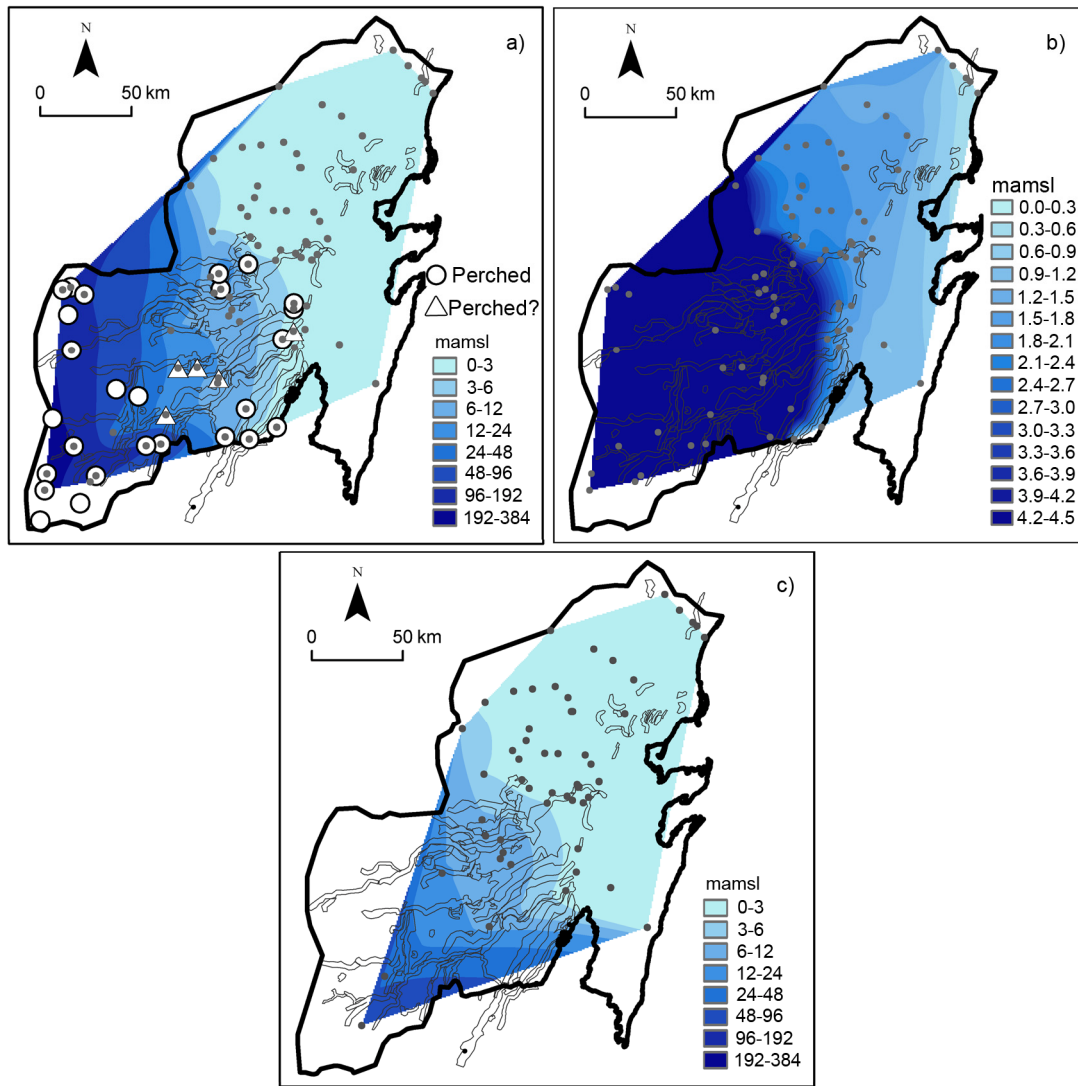 a)
N
0 50 km
Perched
Perched?
mamsl
0-3
3-6
6-12
12-24
24-48
48-96
96-192
192-384
b)
N
0 50 km
mamsl
0.0-0.3
0.3-0.6
0.6-0.9
0.9-1.2
1.2-1.5
1.5-1.8
1.8-2.1
2.1-2.4
2.4-2.7
2.7-3.0
3.0-3.3
3.3-3.6
3.6-3.9
3.9-4.2
4.2-4.5
c)
N
0 50 km
mamsl
0-3
3-6
6-12
12-24
24-48
48-96
96-192
192-384